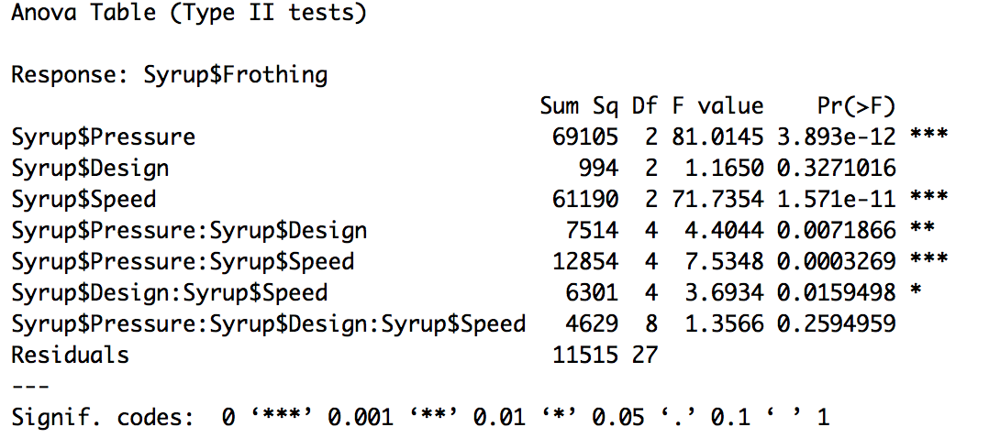 Anova Table (Type II tests)
Response: Syrup$Frothing
Sum Sq Df F value Pr(>F)
Syrup$Pressure 69105 2 81.0145 3.893e-12 ***
Syrup$Design 994 2 1.1650 0.3271016
Syrup$Speed 61190 2 71.7354 1.571e-11 ***
Syrup$Pressure:Syrup$Design 7514 4 4.4044 0.0071866 **
Syrup$Pressure:Syrup$Speed 12854 4 7.5348 0.0003269 ***
Syrup$Design:Syrup$Speed 6301 4 3.6934 0.0159498 *
Syrup$Pressure:Syrup$Design:Syrup$Speed 4629 8 1.3566 0.2594959
Residuals 11515 27
---
Signif. codes: 0 ‘***’ 0.001 ‘**’ 0.01 ‘*’ 0.05 ‘.’ 0.1 ‘ ’ 1